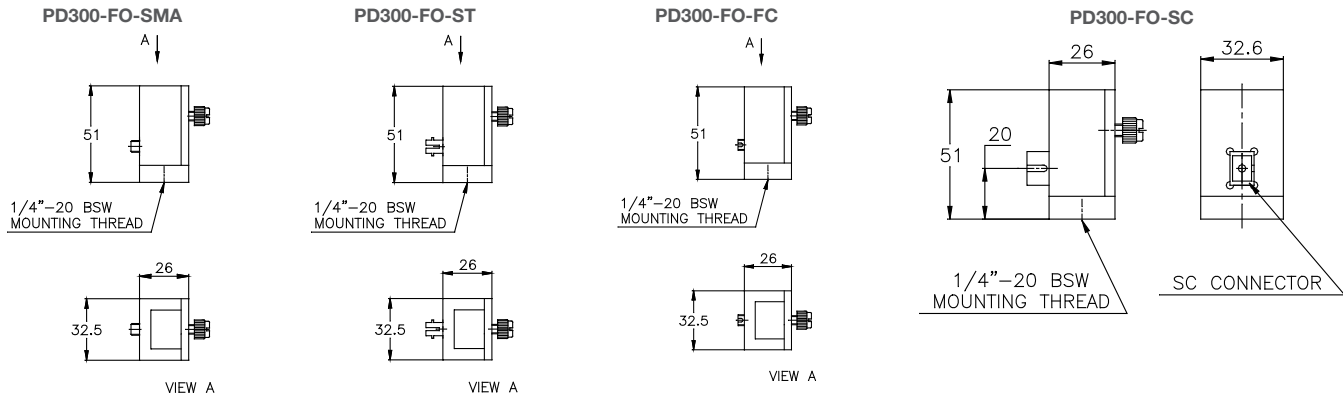 PD300-FO-SMA
A
51
1/4”-20 BSW
MOUNTING THREAD
26
32.5
VIEW A
PD300-FO-ST
A
51
1/4”-20 BSW
MOUNTING THREAD
26
32.5
VIEW A
PD300-FO-FC
A
51
1/4”-20 BSW
MOUNTING THREAD
26
32.5
VIEW A
PD300-FO-SC
26
32.6
51
20
1/4”-20 BSW
MOUNTING THREAD
SC CONNECTOR